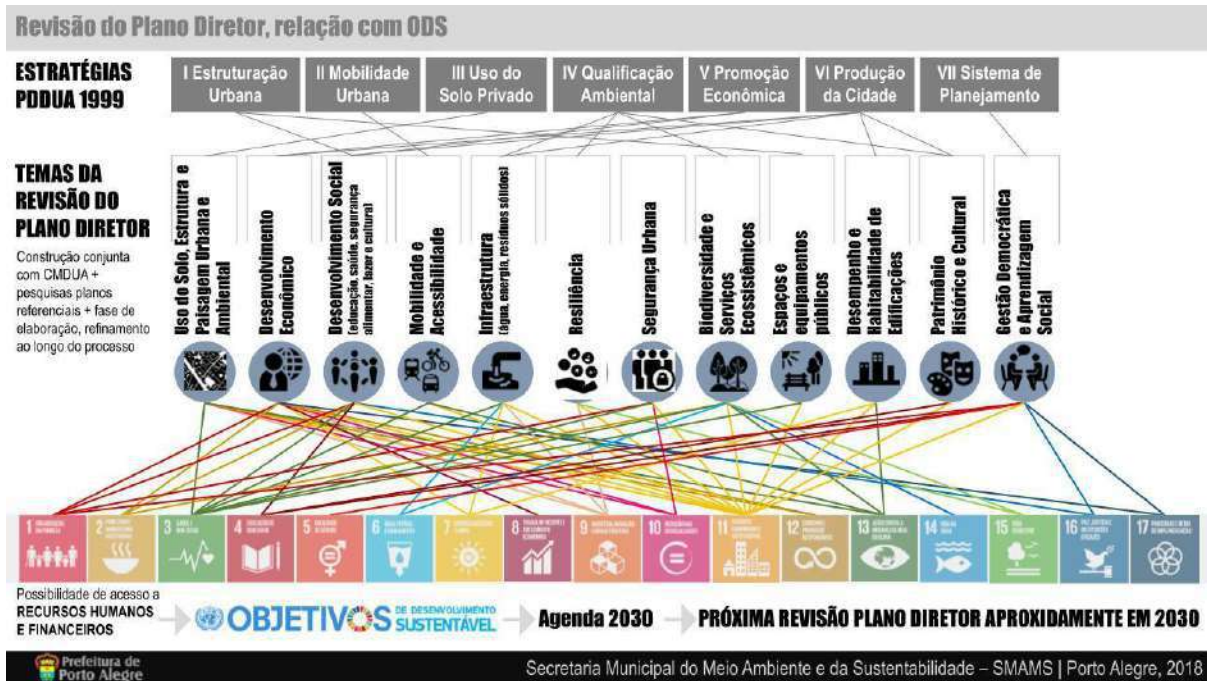 Revisão do Plano Diretor, relação com ODS
ESTRATÉGIAS
PDDUA 1999
I Estruturação
Urbana
II Mobilidade
Urbana
III Uso do
Solo Privado
IV Qualificação
Ambiental
V Promoção
Econômica
VI Produção
da Cidade
VII Sistema de
Planejamento
TEMAS DA
REVISÃO DO
PLANO DIRETOR
Construção conjunta
com CMDUA +
pesquisas planos
referenciais + fase de
elaboração, refinamento
ao longo do processo
Uso do Solo, Estrutura e
Paisagem Urbana e
Ambiental
Desenvolvimento
Econômico
Desenvolvimento Social
(educação, saúde, segurança
alimentar, lazer e cultura)
Mobilidade e
Acessibilidade
Infraestrutura
(água, energia, resíduos sólidos)
Resiliência
Segurança Urbana
Biodiversidade e
Serviços
Ecossistêmicos
Espaços e
equipamentos
públicos
Desempenho e
Habitabilidade de
Edificações
Patrimônio
Histórico e Cultural
Gestão Democrática
e Aprendizagem
Social
1
2
3
4
5
6
7
8
9
10
11
12
13
14
15
16
17
Possibilidade de acesso a
RECURSOS HUMANOS
E FINANCEIROS
OBJETIVOS
DE DESENVOLVIMENTO
SUSTENTÁVEL
Agenda 2030
PRÓXIMA REVISÃO PLANO DIRETOR APROXIDAMENTE EM 2030
Prefeitura de
Porto Alegre
Secretaria Municipal do Meio Ambiente e da Sustentabilidade – SMAMS | Porto Alegre, 2018